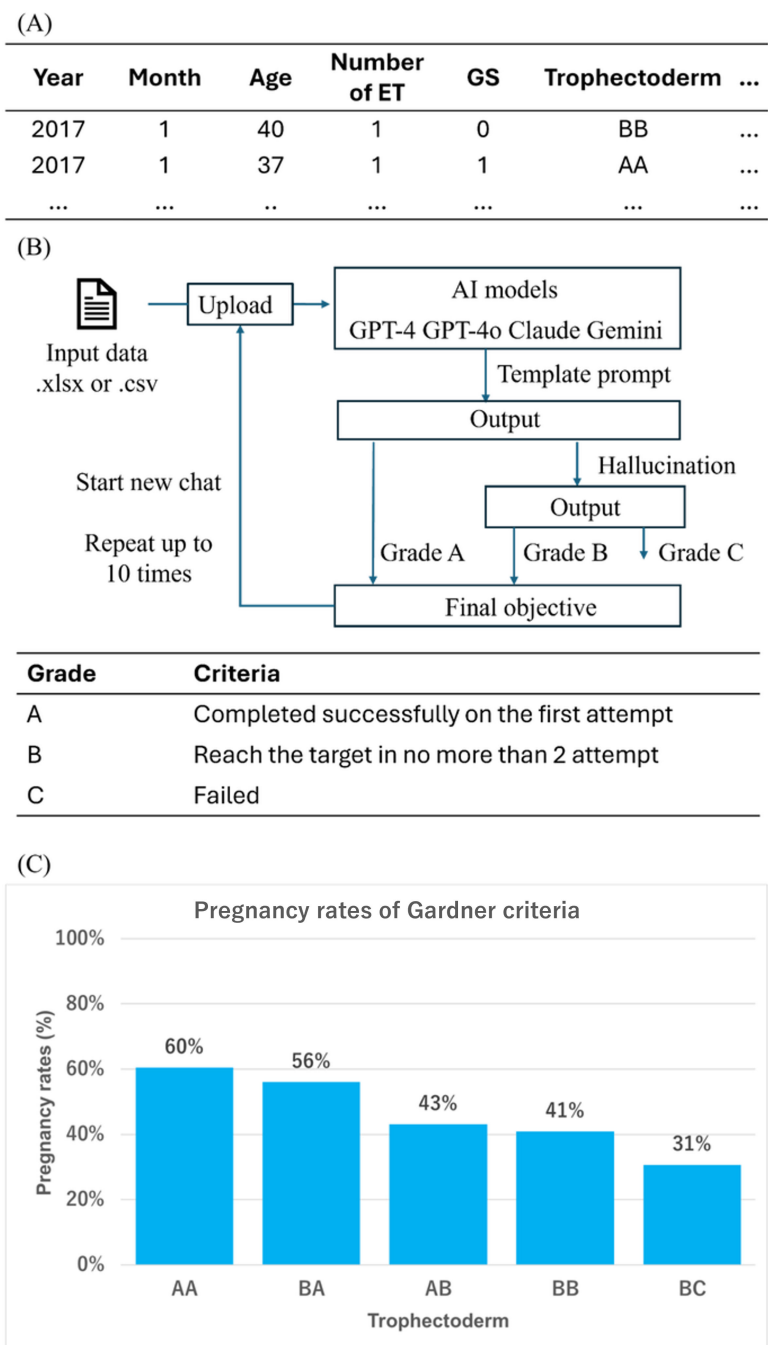 (A)
Year Month Age Number of ET GS Trophectoderm ...
2017 1 40 1 0 BB ...
2017 1 37 1 1 AA ...
... ... .. ... ... ... ...
(B)
Input data
.xlsx or .csv
Upload
AI models
GPT-4 GPT-4o Claude Gemini
Template prompt
Output
Hallucination
Output
Start new chat
Repeat up to
10 times
Grade A
Grade B
Grade C
Final objective
Grade Criteria
A Completed successfully on the first attempt
B Reach the target in no more than 2 attempt
C Failed
(C)
Pregnancy rates of Gardner criteria
Pregnancy rates (%)
100%
80%
60%
40%
20%
0%
60%
56%
43%
41%
31%
AA BA AB BB BC
Trophectoderm